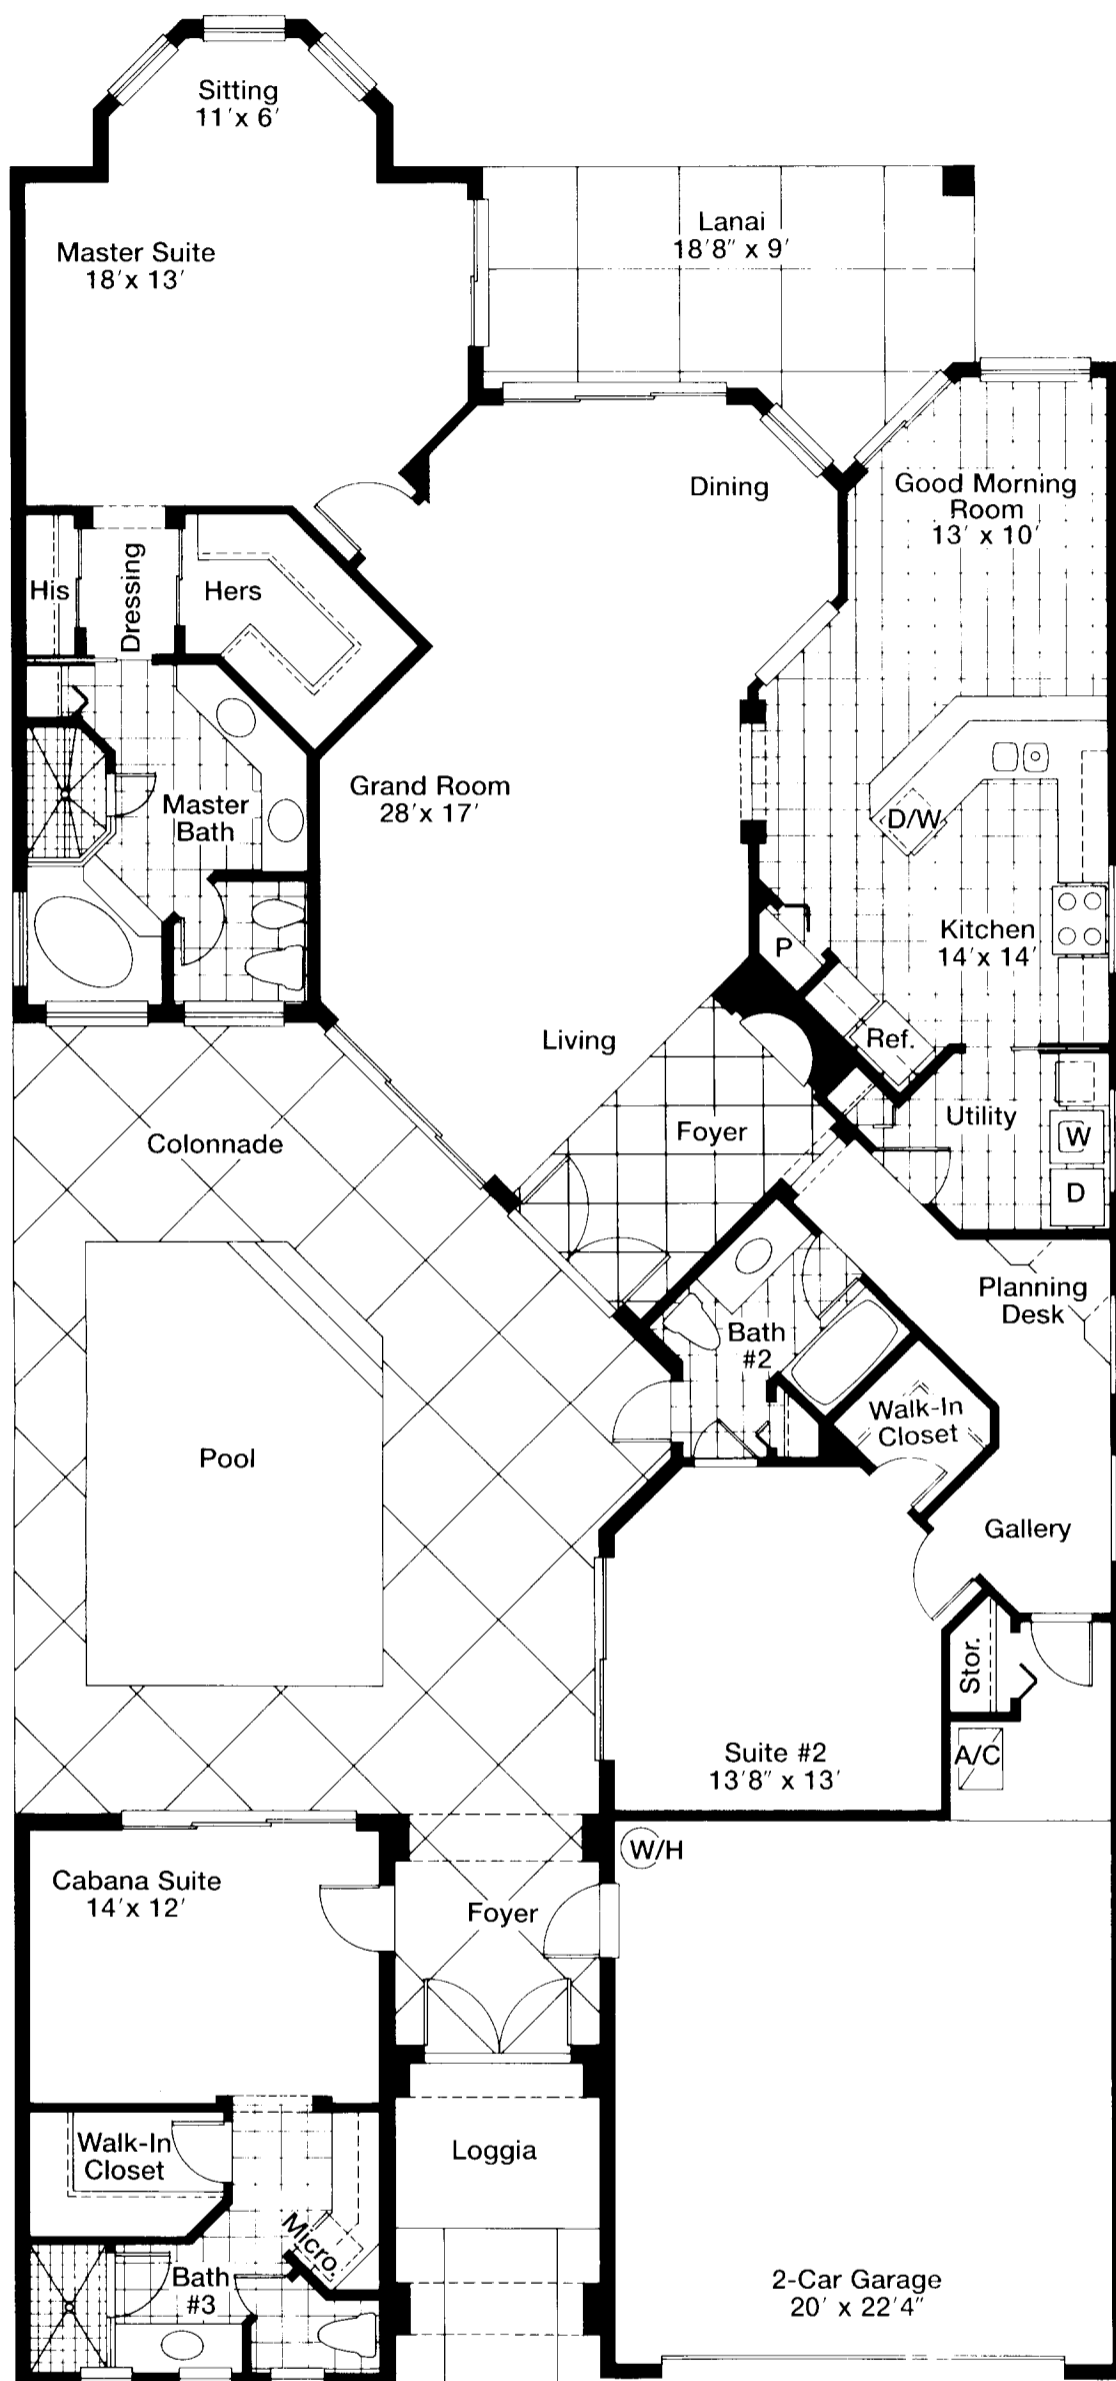 Sitting
11'x 6'
Master Suite
18'x 13'
Lanai
18'8" x 9'
Dining
Good Morning
Room
13' x 10'
His
Dressing
Hers
Grand Room
28'x 17'
Master
Bath
D/W
Kitchen
14'x 14'
P
Ref.
Living
Foyer
Utility
W
D
Colonnade
Planning
Desk
Bath
#2
Walk-In
Closet
Pool
Gallery
Stor.
Suite #2
13'8" x 13'
A/C
W/H
Cabana Suite
14'x 12'
Foyer
Walk-In
Closet
Loggia
Micro.
Bath
#3
2-Car Garage
20' x 22'4"